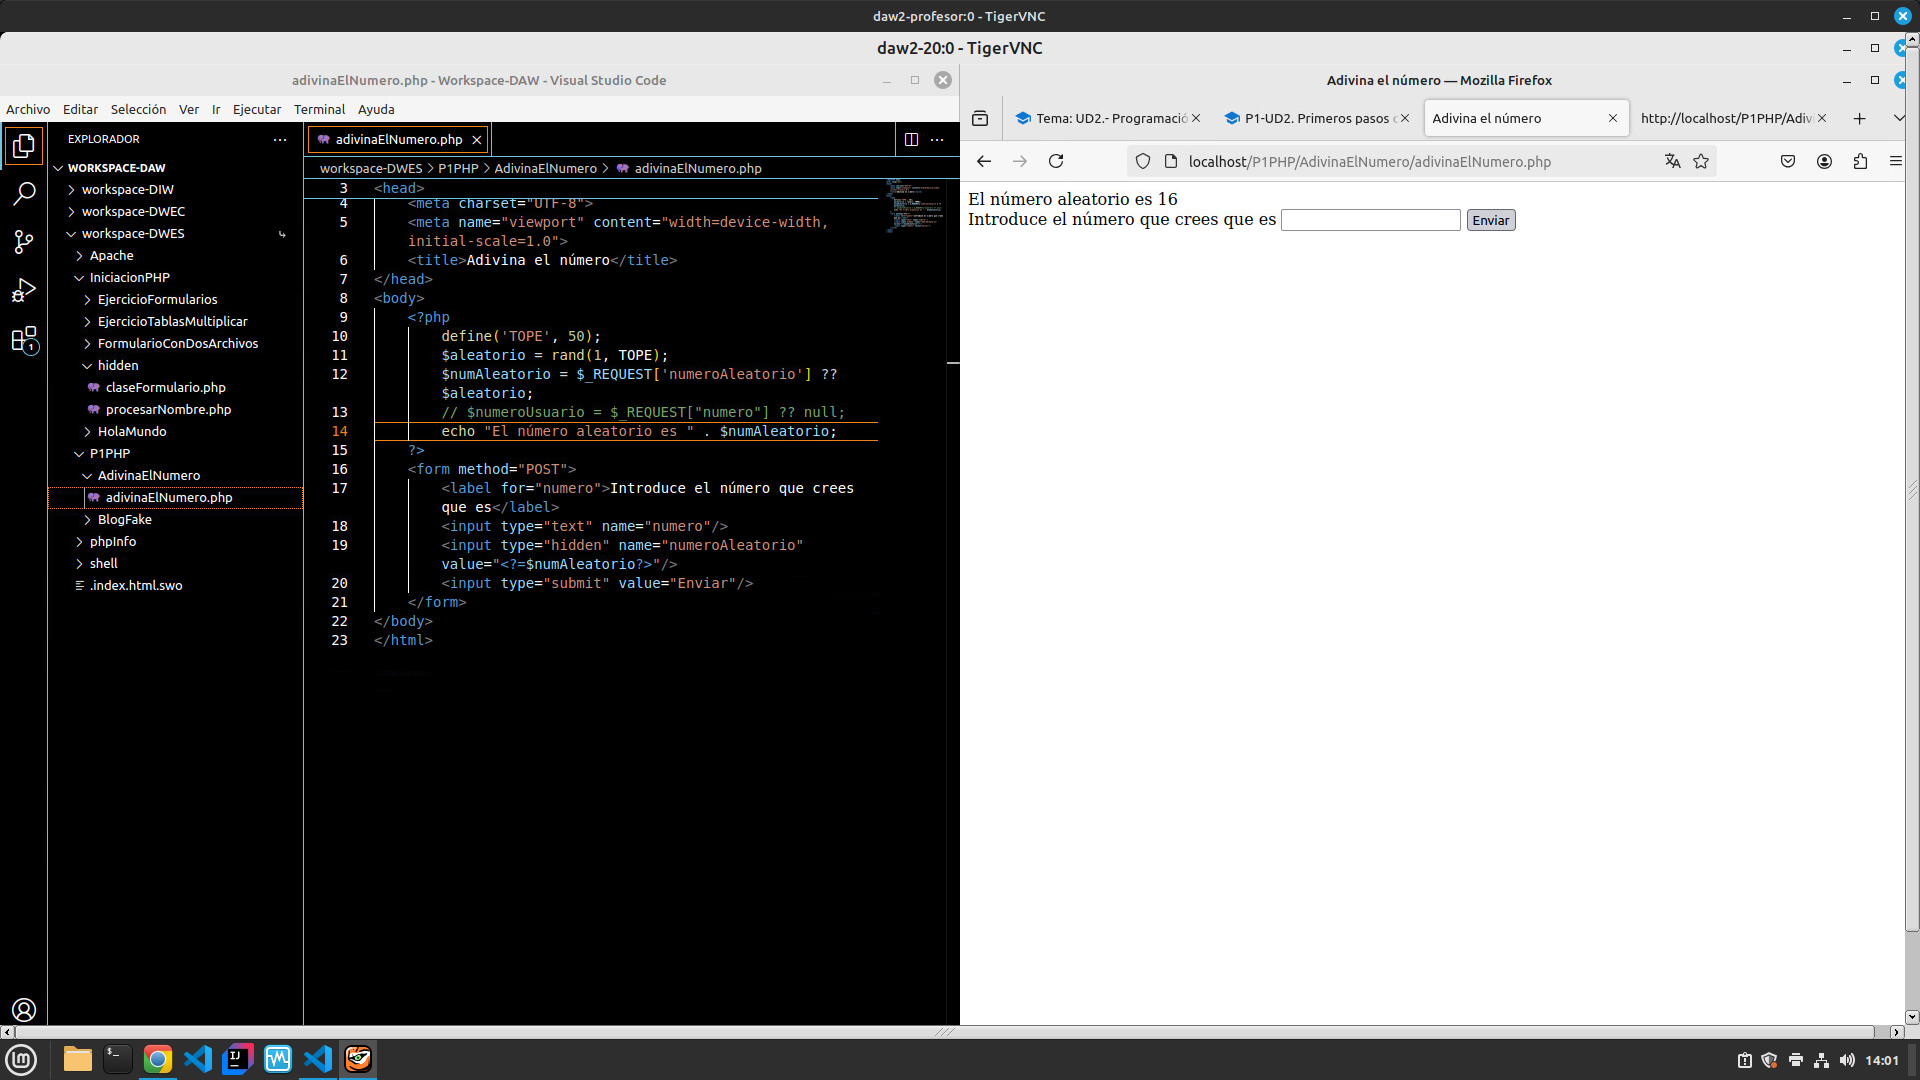 daw2-profesor:0 - TigerVNC
daw2-20:0 - TigerVNC
adivinaElNumero.php - Workspace-DAW - Visual Studio Code
Archivo Editar Selección Ver Ir Ejecutar Terminal Ayuda
EXPLORADOR
WORKSPACE-DAW
workspace-DIW
workspace-DWEC
workspace-DWES
Apache
IniciacionPHP
EjercicioFormularios
EjercicioTablasMultiplicar
FormularioConDosArchivos
hidden
claseFormulario.php
procesarNombre.php
HolaMundo
P1PHP
AdivinaElNumero
adivinaElNumero.php
BlogFake
phpInfo
shell
.index.html.swo
1
adivinaElNumero.php
workspace-DWES > P1PHP > AdivinaElNumero > adivinaElNumero.php
3 <head>
4 <meta charset="UTF-8">
5 <meta name="viewport" content="width=device-width,
initial-scale=1.0">
6 <title>Adivina el número</title>
7 </head>
8 <body>
9 <?php
10 define('TOPE', 50);
11 $aleatorio = rand(1, TOPE);
12 $numAleatorio = $_REQUEST['numeroAleatorio'] ??
$aleatorio;
13 // $numeroUsuario = $_REQUEST["numero"] ?? null;
14 echo "El número aleatorio es " . $numAleatorio;
15 ?>
16 <form method="POST">
17 <label for="numero">Introduce el número que crees
que es</label>
18 <input type="text" name="numero"/>
19 <input type="hidden" name="numeroAleatorio"
value="<?=$numAleatorio?>"/>
20 <input type="submit" value="Enviar"/>
21 </form>
22 </body>
23 </html>
Adivina el número — Mozilla Firefox
Tema: UD2.- Programació
P1-UD2. Primeros pasos
Adivina el número
http://localhost/P1PHP/Adiv
localhost/P1PHP/AdivinaElNumero/adivinaElNumero.php
El número aleatorio es 16
Introduce el número que crees que es Enviar
14:01